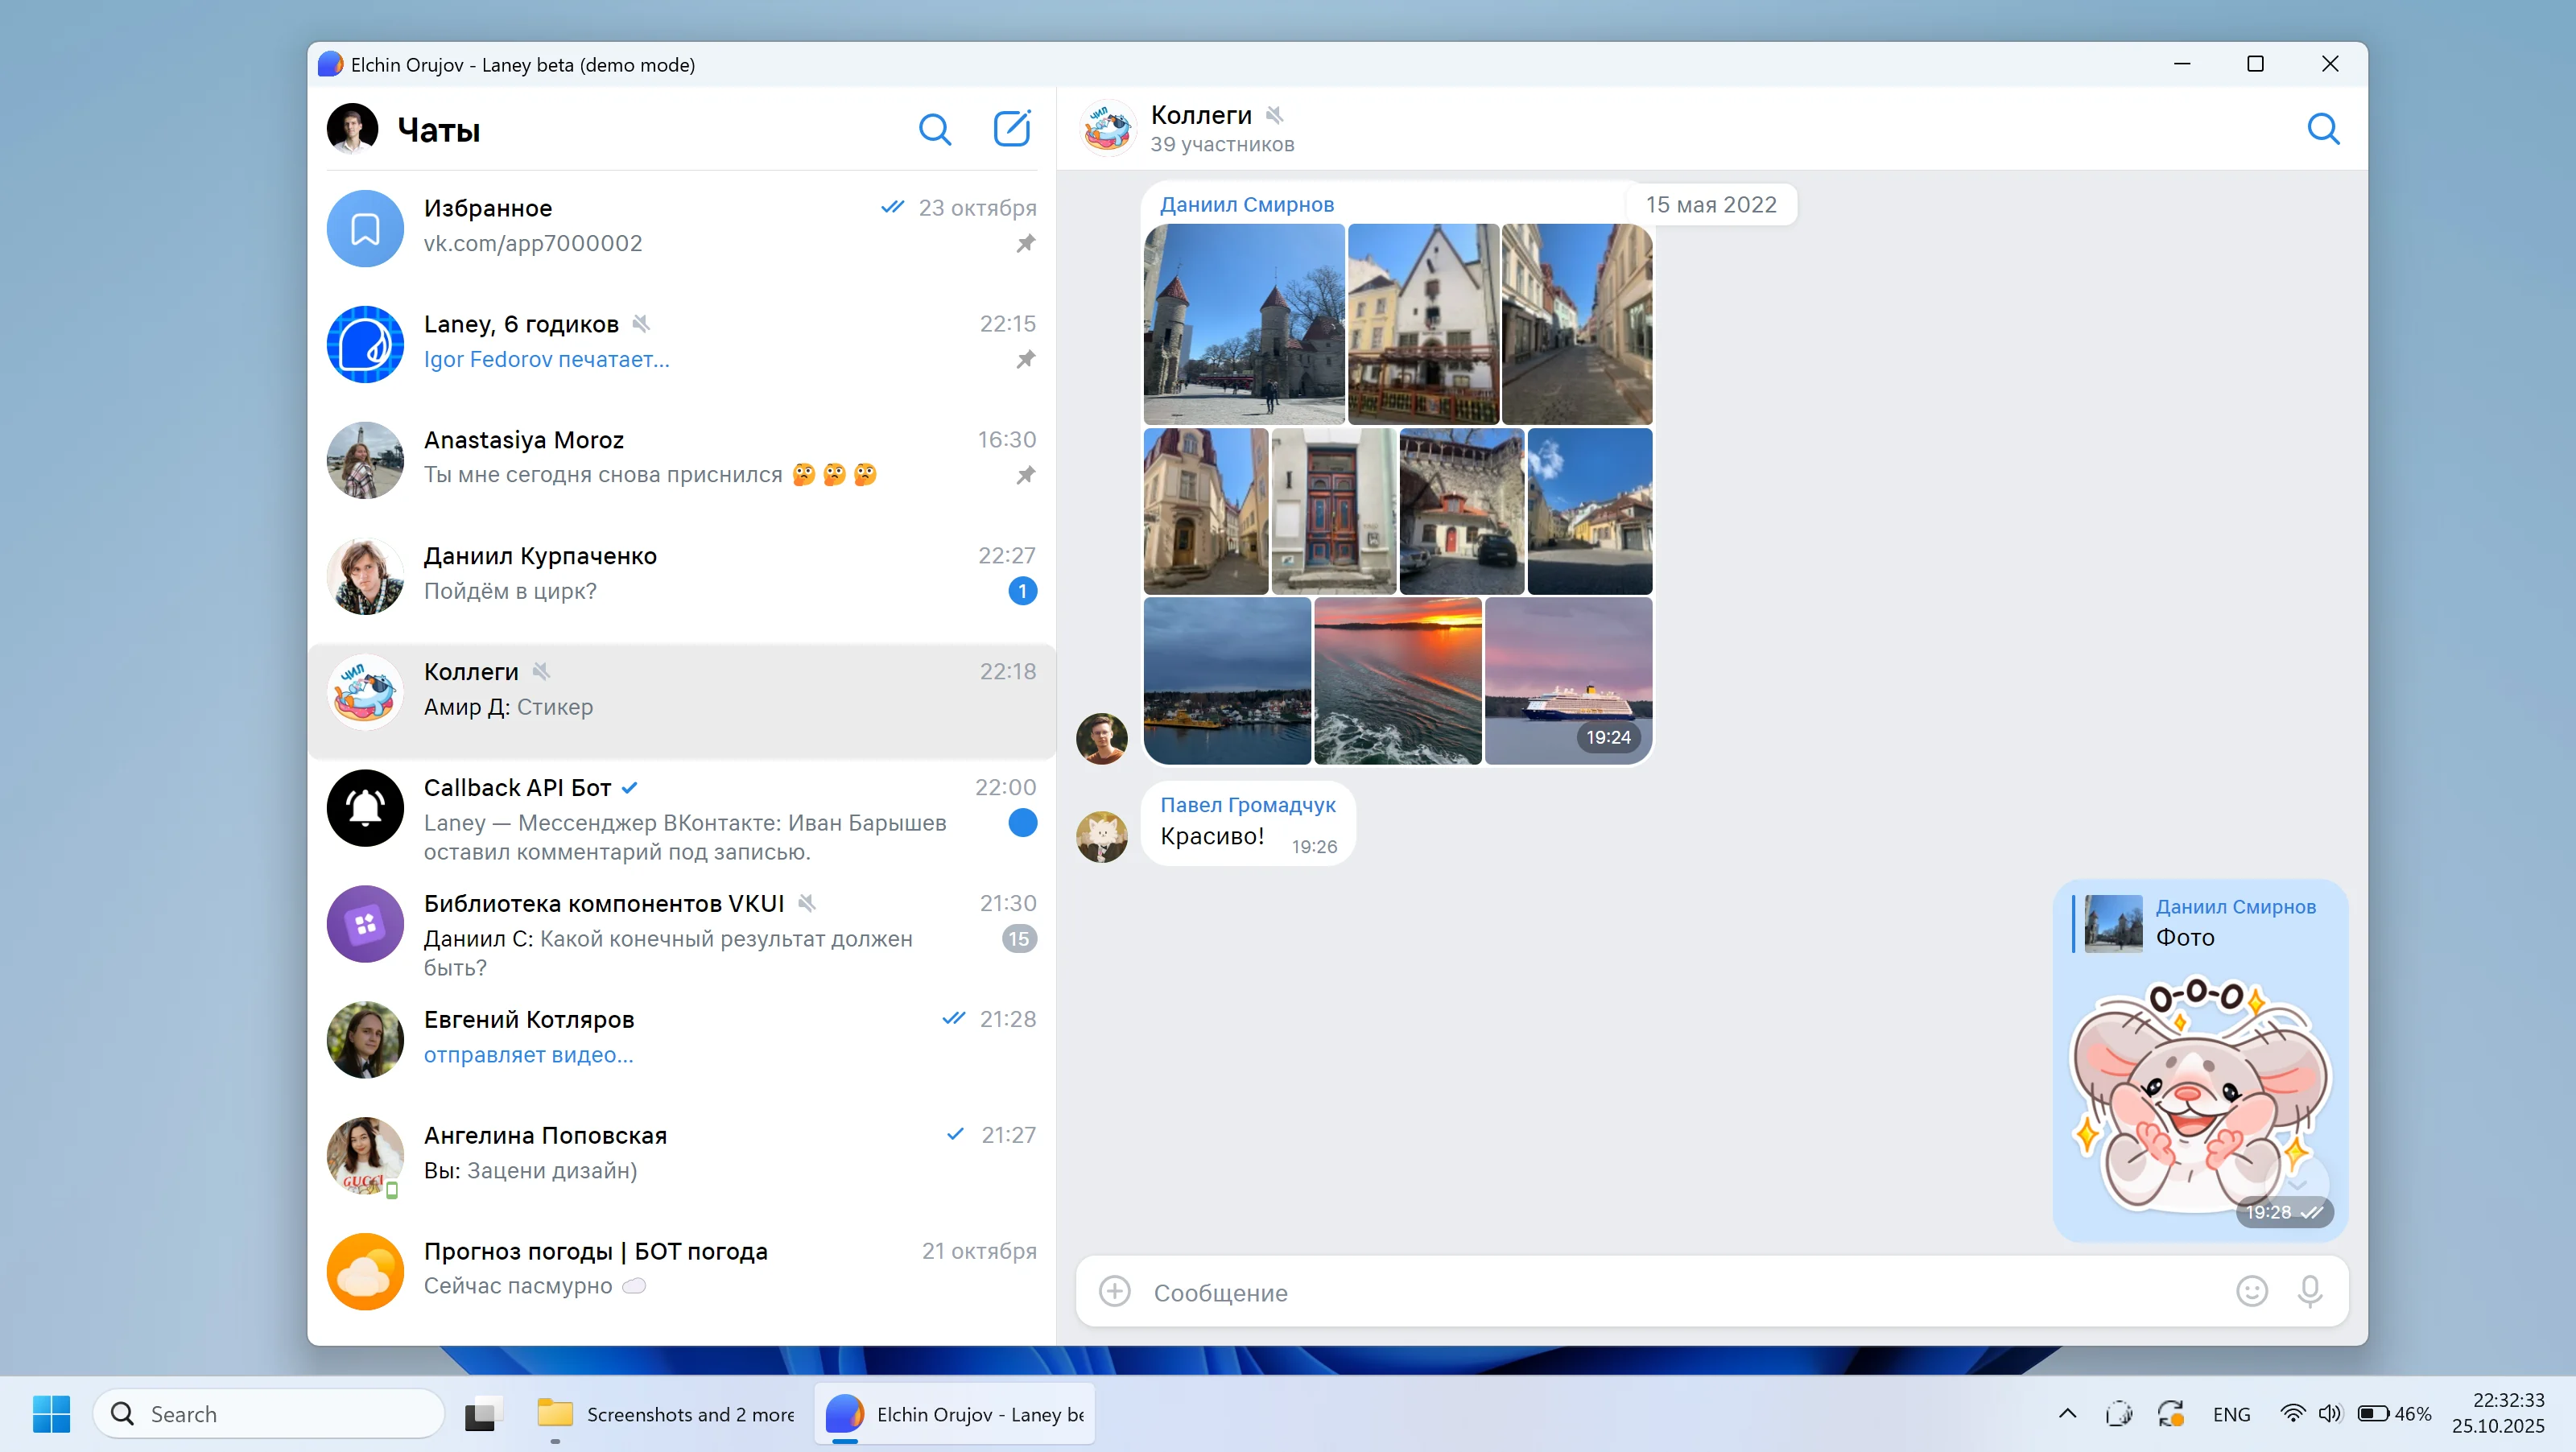 Elchin Orujov - Laney beta (demo mode)
Чаты
Избранное
23 октября
vk.com/app7000002
Laney, 6 годиков
22:15
Igor Fedorov печатает...
Anastasiya Moroz
16:30
Ты мне сегодня снова приснился 🤔🤔🤔
Даниил Курпаченко
22:27
Пойдём в цирк?
1
Коллеги
22:18
Амир Д: Стикер
Callback API Бот
22:00
Laney — Мессенджер ВКонтакте: Иван Барышев
оставил комментарий под записью.
Библиотека компонентов VKUI
21:30
Даниил С: Какой конечный результат должен
быть?
15
Евгений Котляров
21:28
отправляет видео...
Ангелина Поповская
21:27
Вы: Зацени дизайн)
GUCCI
Прогноз погоды | БОТ погода
21 октября
Сейчас пасмурно ☁
ЧИЛ
Коллеги
39 участников
15 мая 2022
Даниил Смирнов
19:24
Павел Громадчук
Красиво!
19:26
Даниил Смирнов
Фото
О-О-О
19:28
Сообщение
Search
Screenshots and 2 more
Elchin Orujov - Laney be
ENG
46%
22:32:33
25.10.2025